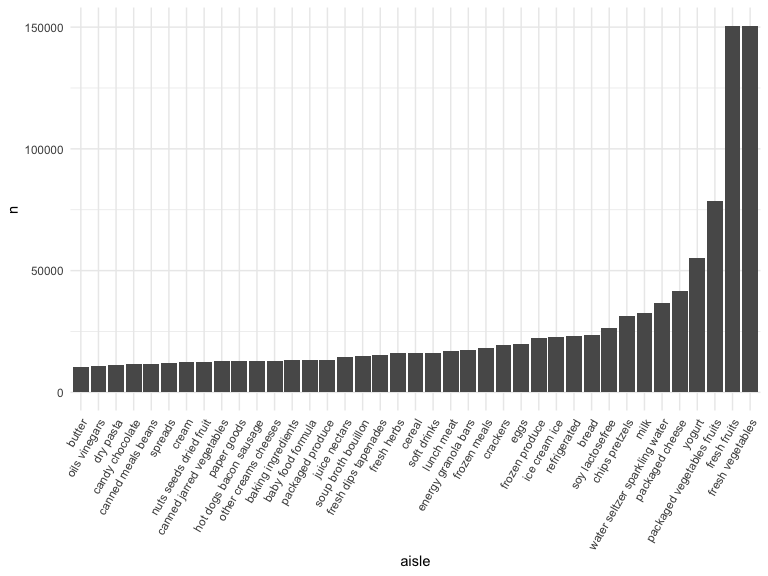 150000
100000
50000
0
n
butter
oils vinegars
dry pasta
candy chocolate
canned meals beans
spreads
cream
nuts seeds dried fruit
canned jarred vegetables
paper goods
hot dogs bacon sausage
other creams cheeses
baking ingredients
baby food formula
packaged produce
juice nectars
soup broth bouillon
fresh dips tapenades
fresh herbs
cereal
soft drinks
lunch meat
energy granola bars
frozen meals
crackers
eggs
frozen produce
ice cream ice
refrigerated
bread
soy lactosefree
chips pretzels
milk
water seltzer sparkling water
packaged cheese
yogurt
packaged vegetables fruits
fresh fruits
fresh vegetables
aisle